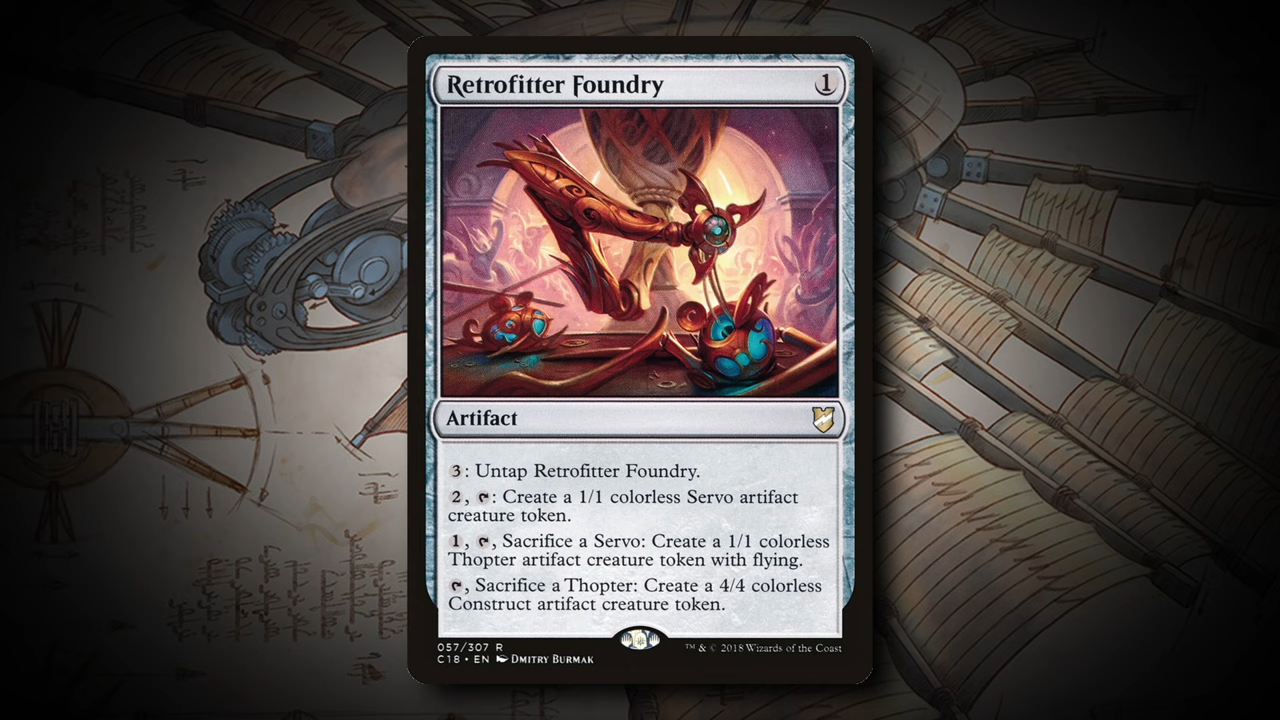 Retrofitter Foundry 1
Artifact
3: Untap Retrofitter Foundry.
2, : Create a 1/1 colorless Servo artifact
creature token.
1, , Sacrifice a Servo: Create a 1/1 colorless
Thopter artifact creature token with flying.
, Sacrifice a Thopter: Create a 4/4 colorless
Construct artifact creature token.
057/307 R
C18 • EN Dmitry Burmak
™ & © 2018 Wizards of the Coast